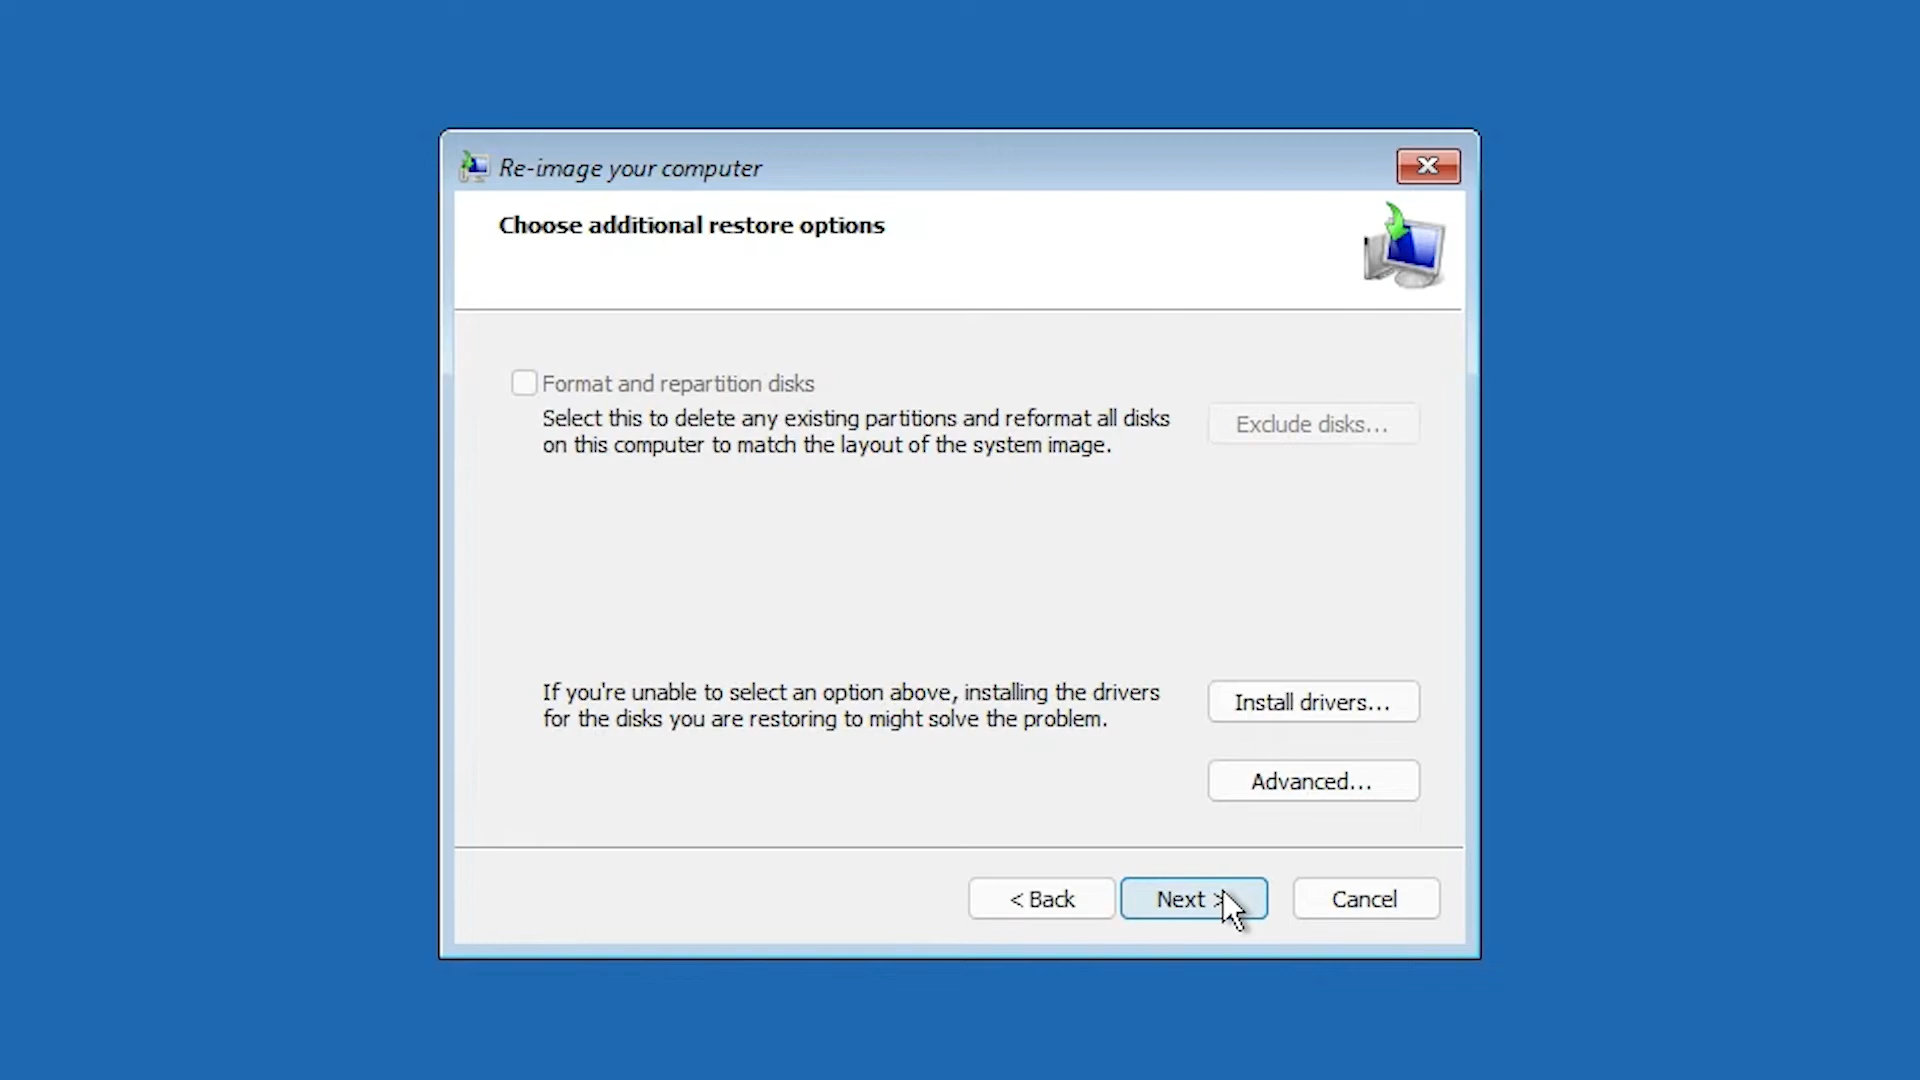 Re-image your computer
Choose additional restore options
Format and repartition disks
Select this to delete any existing partitions and reformat all disks
on this computer to match the layout of the system image.
Exclude disks...
If you're unable to select an option above, installing the drivers
for the disks you are restoring to might solve the problem.
Install drivers...
Advanced...
< Back
Next >
Cancel